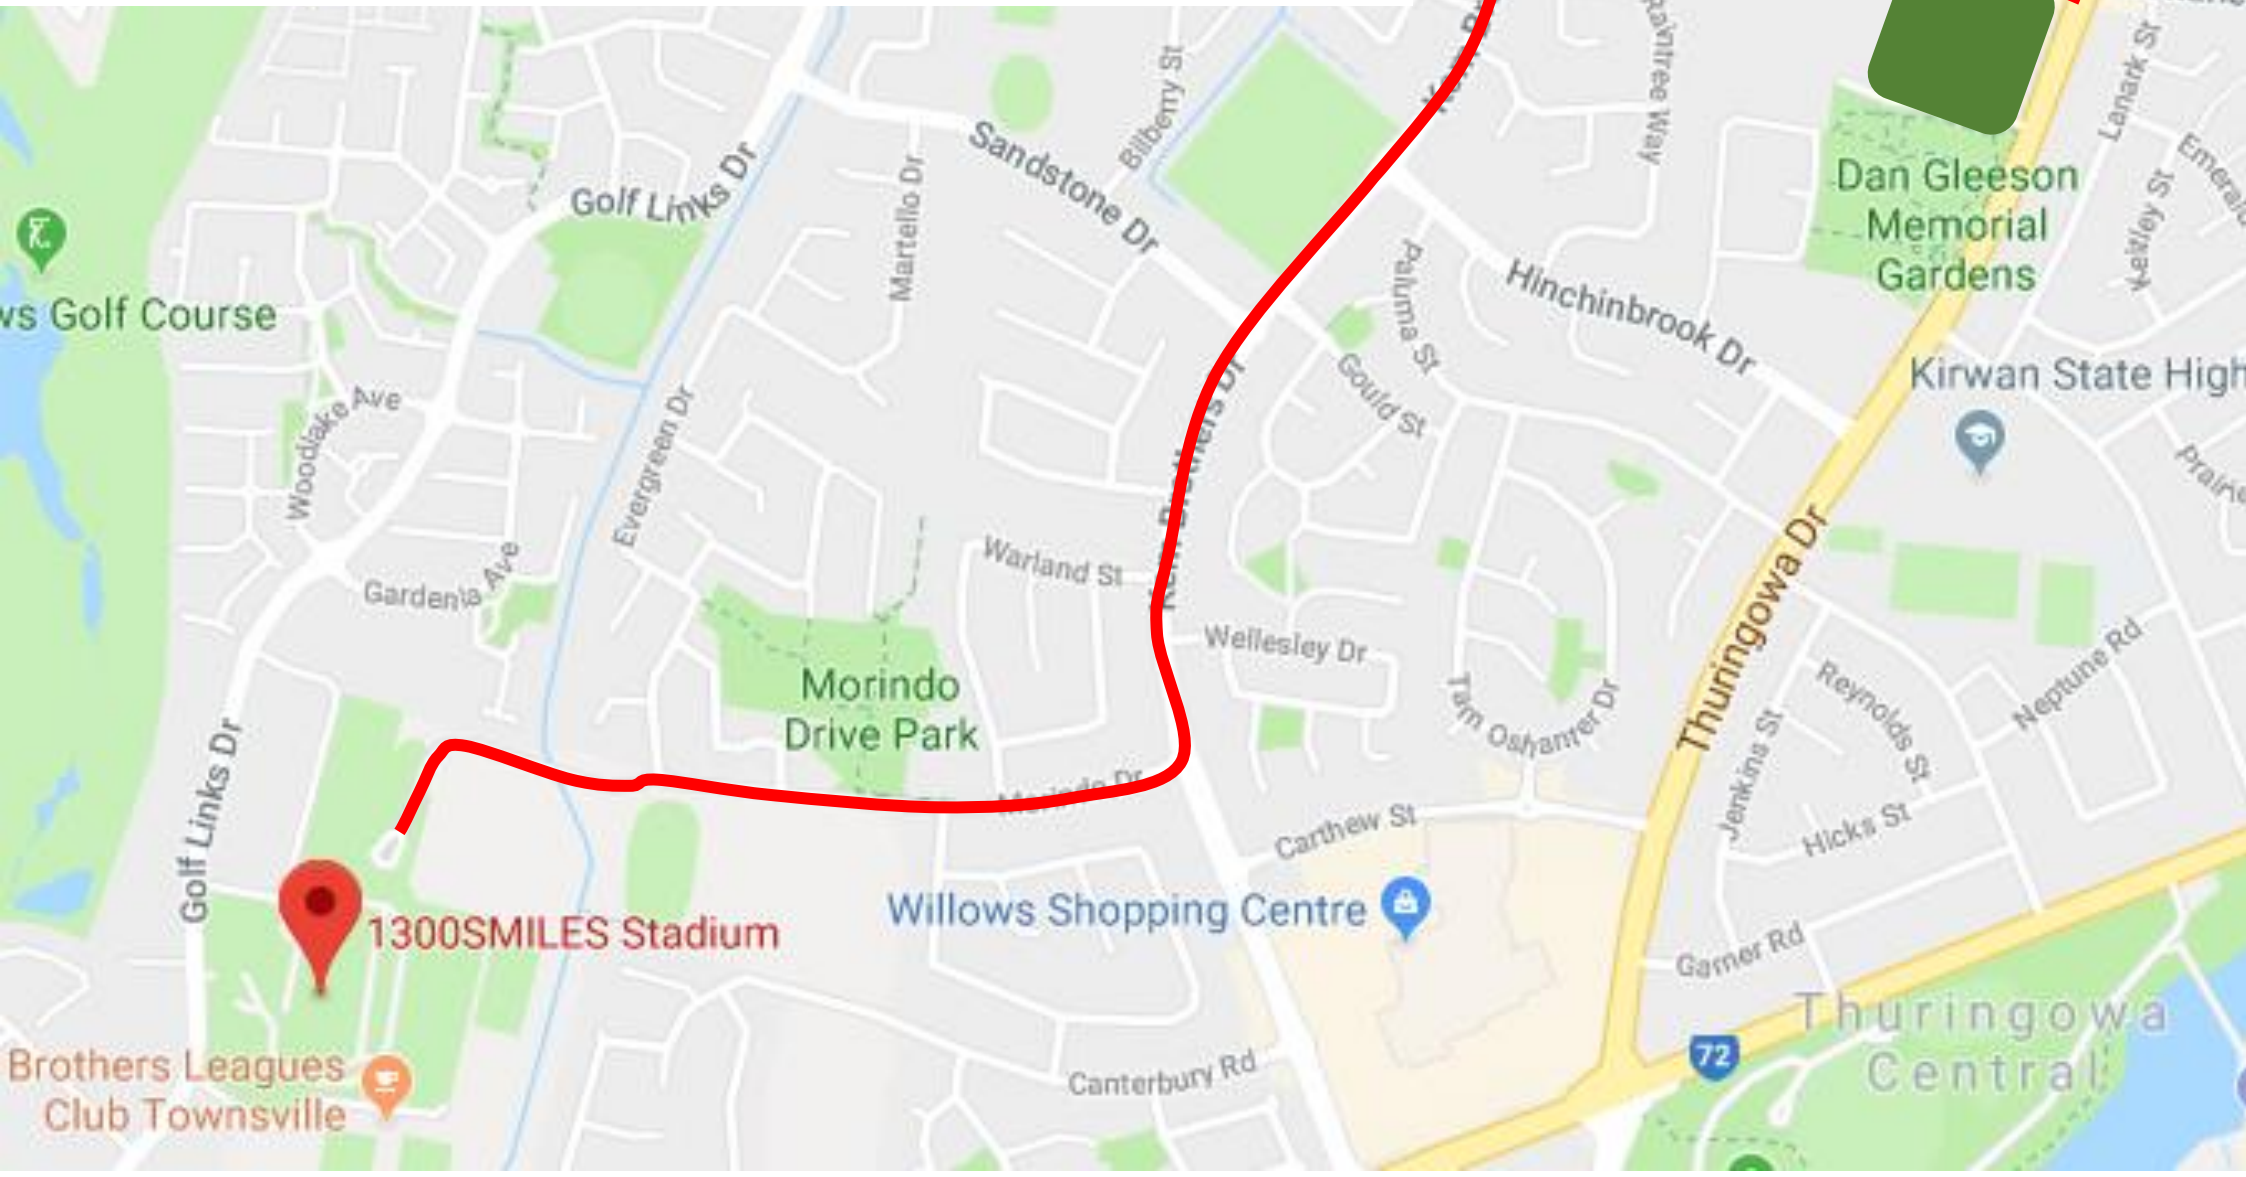 Raintree Way
Lanark St
Bilberry St
Sandstone Dr
Golf Links Dr
Martello Dr
Dan Gleeson
Memorial
Gardens
Keitley St
ws Golf Course
Paluma St
Hinchinbrook Dr
Kirwan State High
Gould St
Woodlake Ave
Evergreen Dr
Warland St
Gardenia Ave
Thuringowa Dr
Wellesley Dr
Morindo
Drive Park
Tam Oshanter Dr
Reynolds St
Neptune Rd
Jenkins St
Morindo Dr
Golf Links Dr
Carthew St
Hicks St
Willows Shopping Centre
1300SMILES Stadium
Garner Rd
Thuringowa
Central
72
Brothers Leagues
Club Townsville
Canterbury Rd